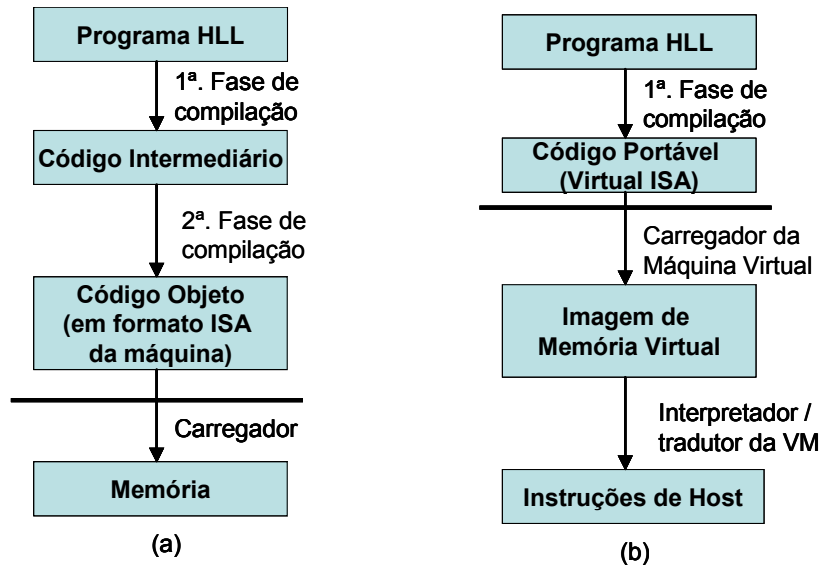 Programa HLL
1ª. Fase de
compilação
Código Intermediário
2ª. Fase de
compilação
Código Objeto
(em formato ISA
da máquina)
Carregador
Memória
(a)
Programa HLL
1ª. Fase de
compilação
Código Portável
(Virtual ISA)
Carregador da
Máquina Virtual
Imagem de
Memória Virtual
Interpretador /
tradutor da VM
Instruções de Host
(b)